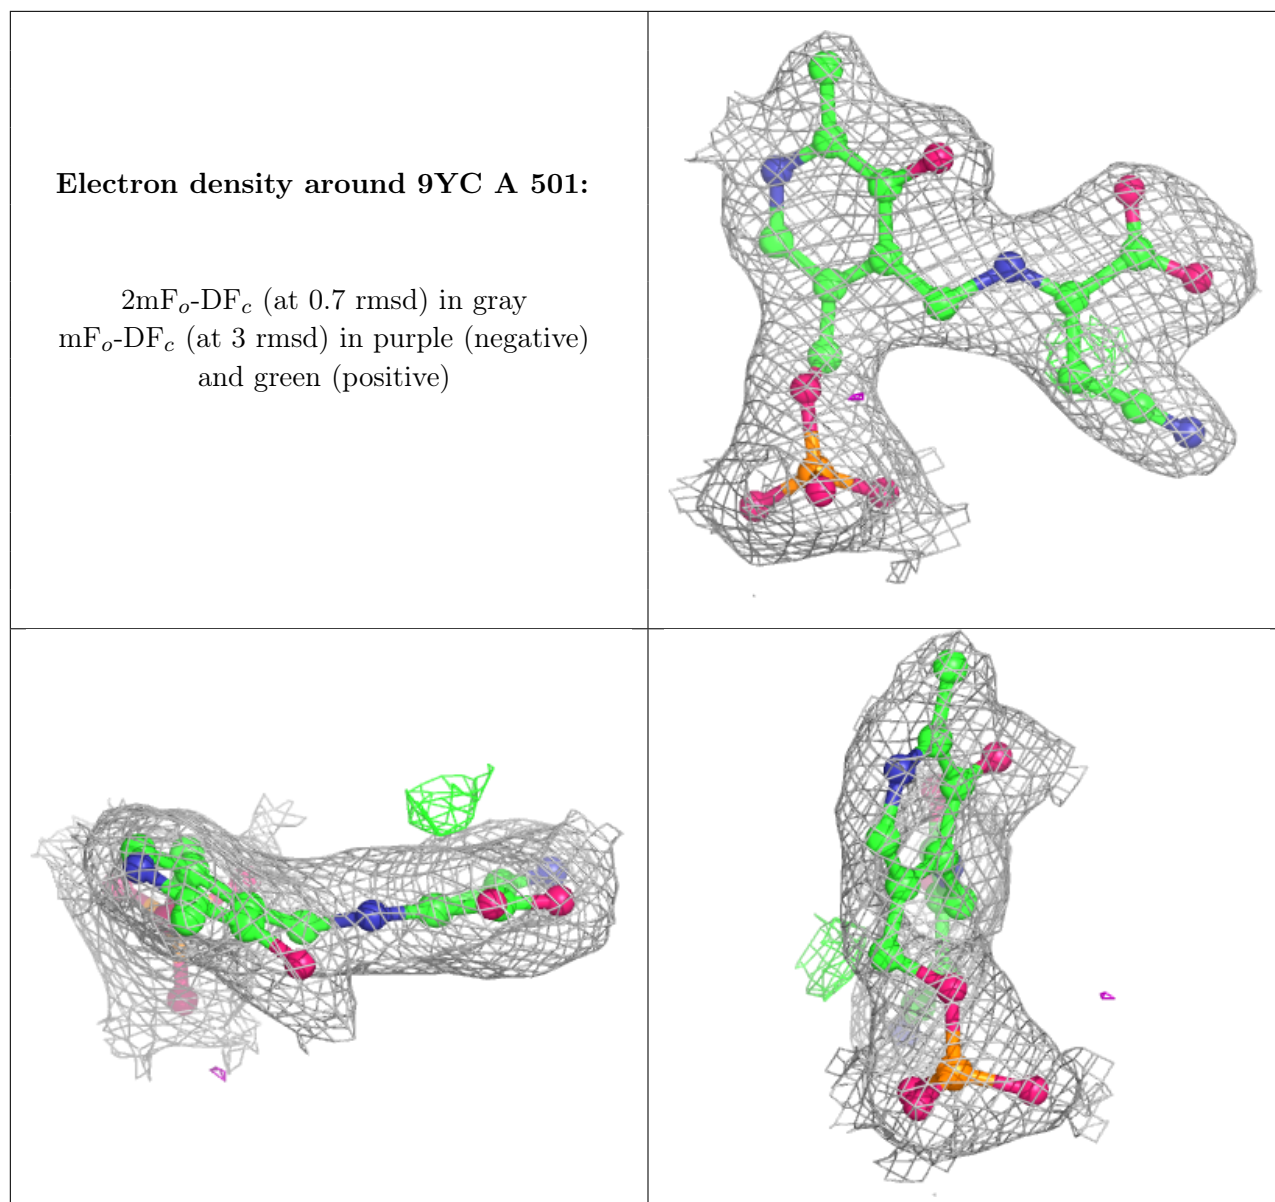 Electron density around 9YC A 501:
2mFo-DFc (at 0.7 rmsd) in gray
mFo-DFc (at 3 rmsd) in purple (negative)
and green (positive)